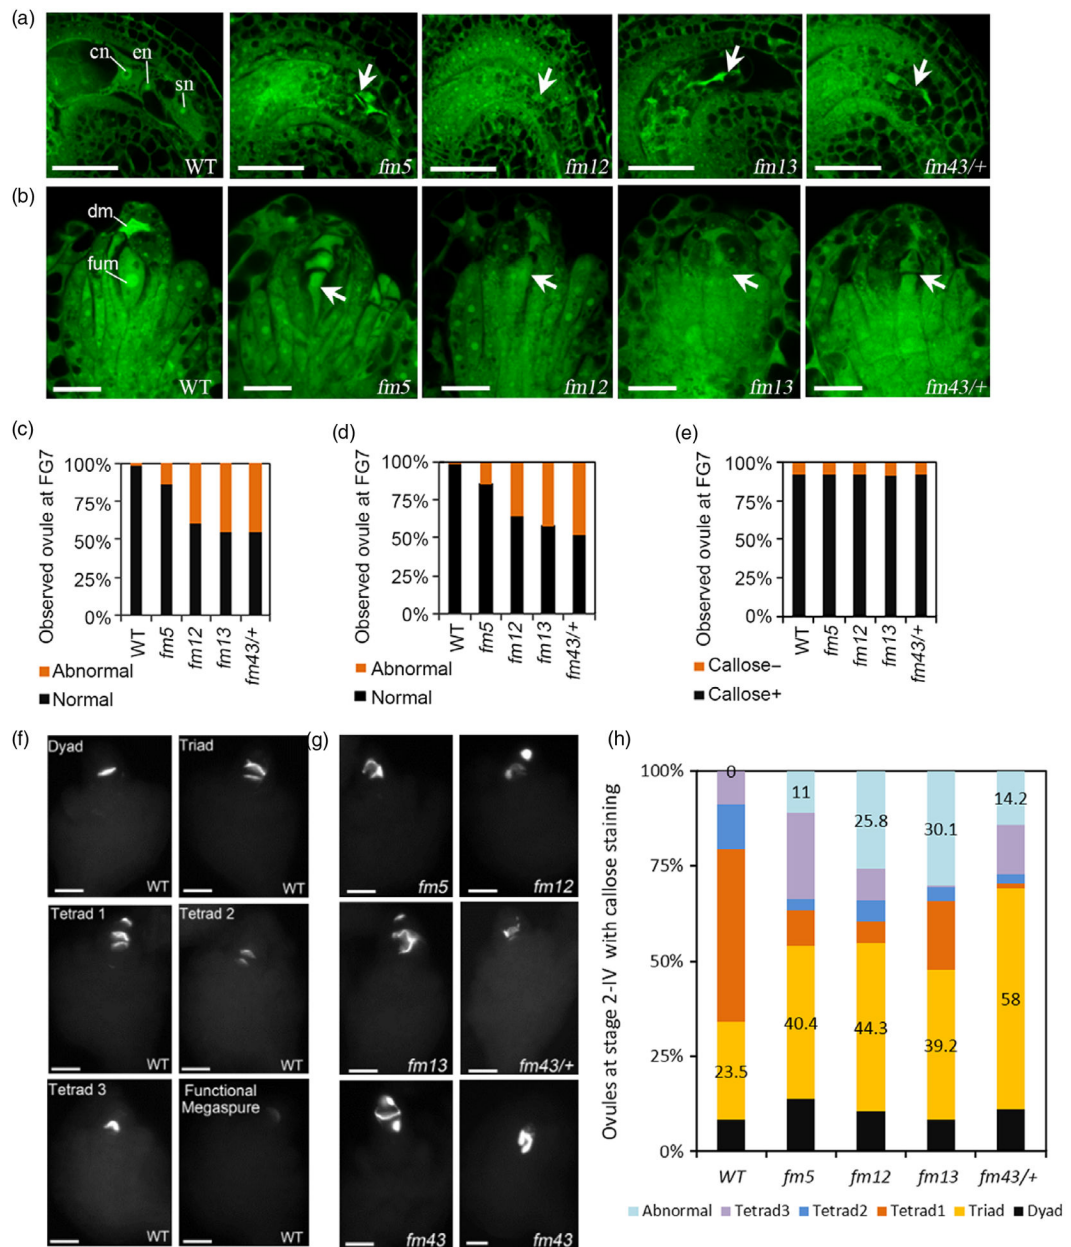 (a)
cn
en
sn
WT
fm5
fm12
fm13
fm43/+
(b)
dm
fum
WT
fm5
fm12
fm13
fm43/+
(c)
Observed ovule at FG7
100%
75%
50%
25%
0%
WT
fm5
fm12
fm13
fm43/+
Abnormal
Normal
(d)
Observed ovule at FG7
100%
75%
50%
25%
0%
WT
fm5
fm12
fm13
fm43/+
Abnormal
Normal
(e)
Observed ovule at FG7
100%
75%
50%
25%
0%
WT
fm5
fm12
fm13
fm43/+
Callose–
Callose+
(f)
Dyad
WT
Triad
WT
Tetrad 1
WT
Tetrad 2
WT
Tetrad 3
WT
Functional
Megaspure
WT
(g)
fm5
fm12
fm13
fm43/+
fm43
fm43
(h)
Ovules at stage 2-IV with callose staining
100%
75%
50%
25%
0%
0
23.5
11
40.4
25.8
44.3
30.1
39.2
14.2
58
WT
fm5
fm12
fm13
fm43/+
Abnormal
Tetrad3
Tetrad2
Tetrad1
Triad
Dyad